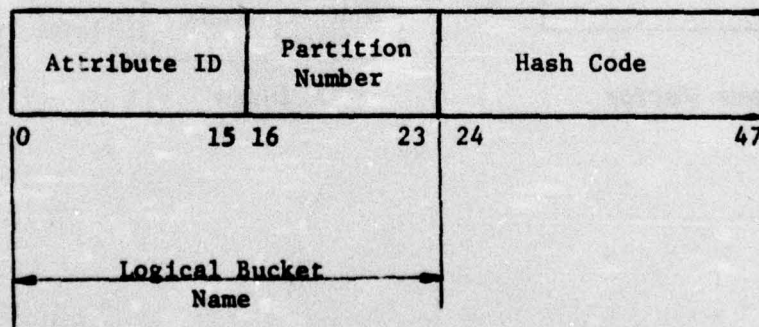 Attribute ID
Partition
Number
Hash Code
0
15 16
23
24
47
Logical Bucket
Name